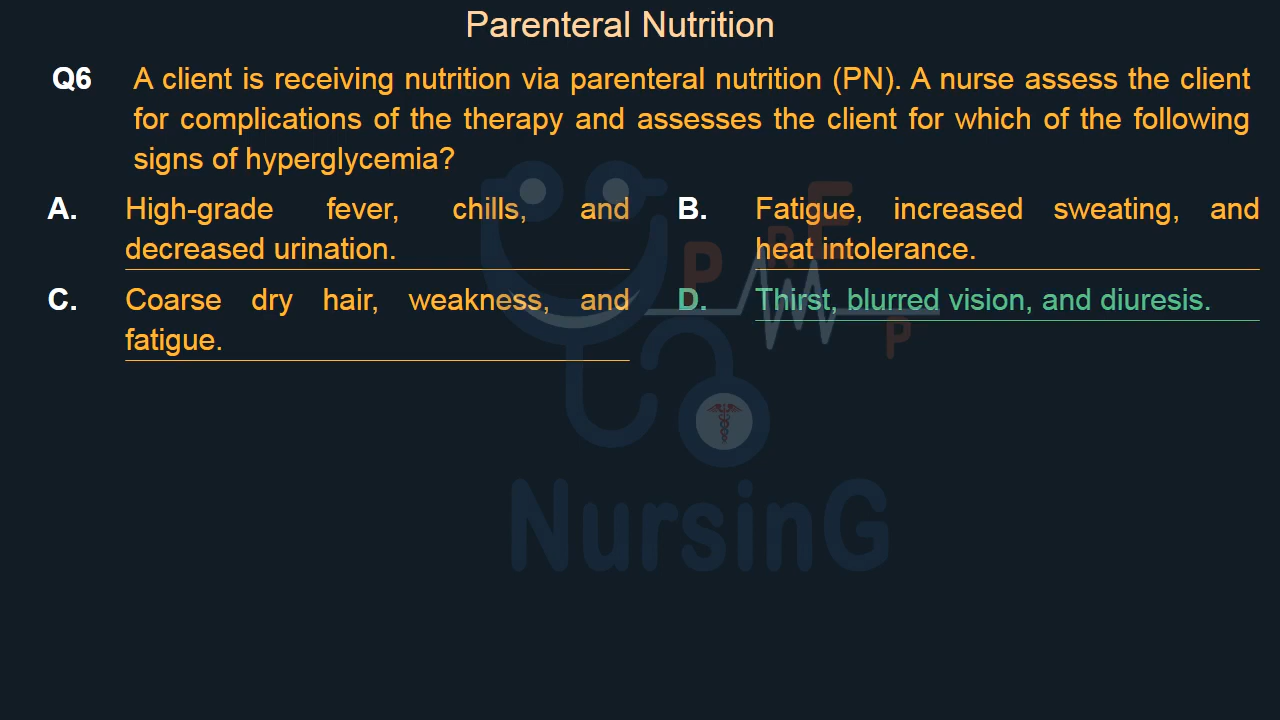 Parenteral Nutrition
Q6 A client is receiving nutrition via parenteral nutrition (PN). A nurse assess the client
for complications of the therapy and assesses the client for which of the following
signs of hyperglycemia?
A. High-grade fever, chills, and
decreased urination.
B. Fatigue, increased sweating, and
heat intolerance.
C. Coarse dry hair, weakness, and
fatigue.
D. Thirst, blurred vision, and diuresis.
P R E P
NursinG